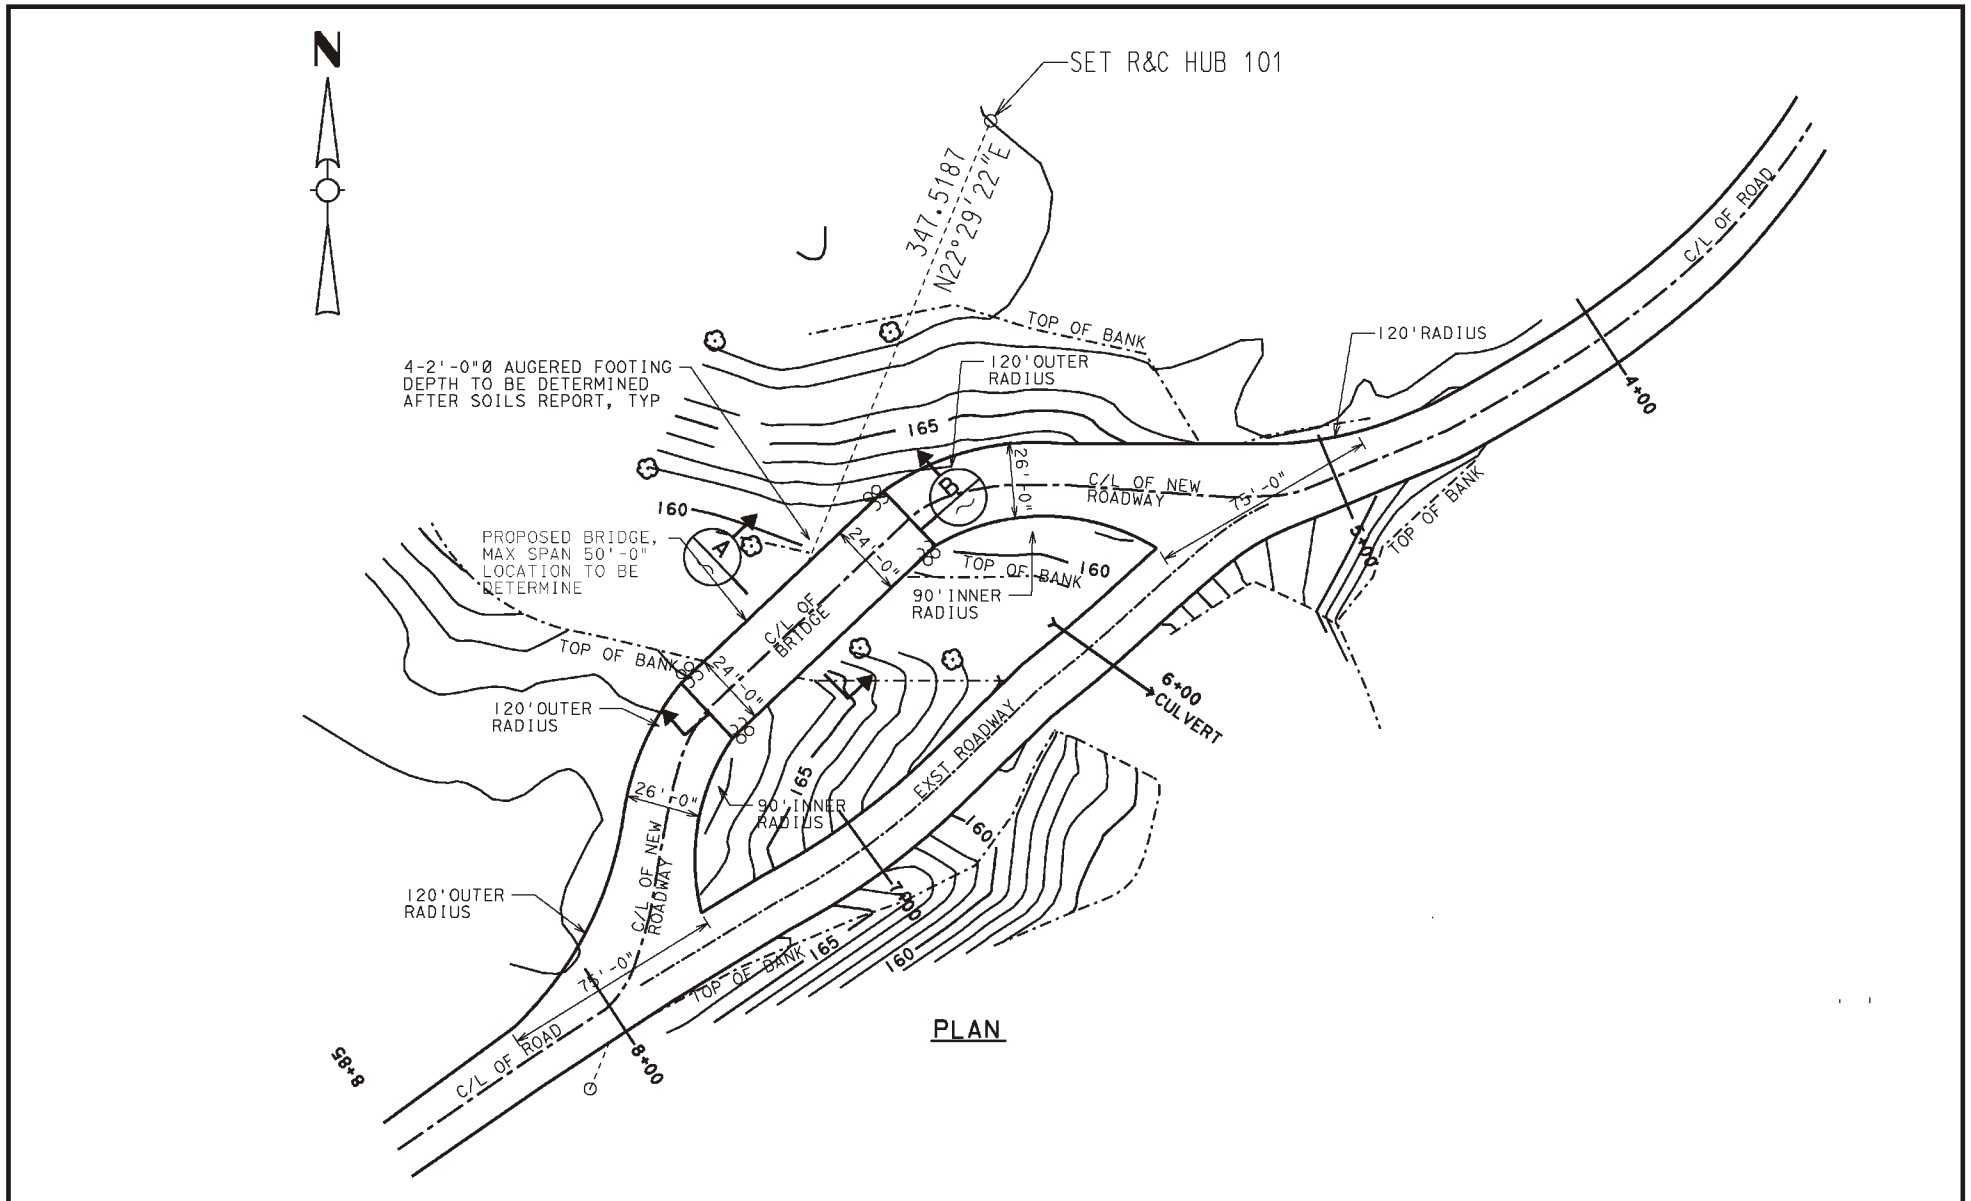 N
SET R&C HUB 101
347.5187
N22°29'22"E
C/L OF ROAD
TOP OF BANK
120'RADIUS
4+00
4-2'-0"Ø AUGERED FOOTING
DEPTH TO BE DETERMINED
AFTER SOILS REPORT, TYP
120'OUTER
RADIUS
165
B
26'-0"
C/L OF NEW
ROADWAY
75'-0"
5+00
TOP OF BANK
160
A
PROPOSED BRIDGE,
MAX SPAN 50'-0"
LOCATION TO BE
DETERMINE
24'-0"
TOP OF BANK
160
90'INNER
RADIUS
C/L OF
BRIDGE
TOP OF BANK
24'-0"
6+00
CULVERT
120'OUTER
RADIUS
EXST ROADWAY
165
26'-0"
90'INNER
RADIUS
160
C/L OF NEW
ROADWAY
7+00
120'OUTER
RADIUS
75'-0"
TOP OF BANK
165
160
PLAN
C/L OF ROAD
8+00
8+85